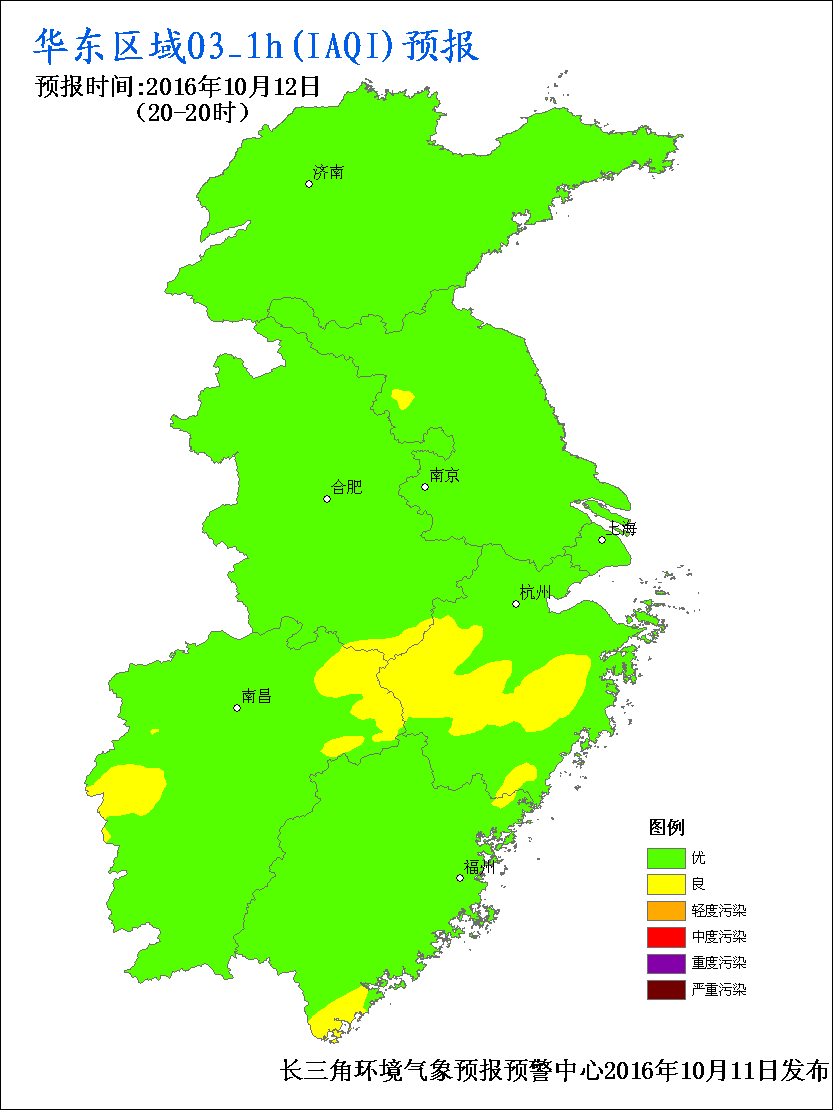 华东区域O3_1h(IAQI)预报
预报时间:2016年10月12日
（20-20时）
济南
南京
合肥
上海
杭州
南昌
福州
图例
优
良
轻度污染
中度污染
重度污染
严重污染
长三角环境气象预报预警中心2016年10月11日发布